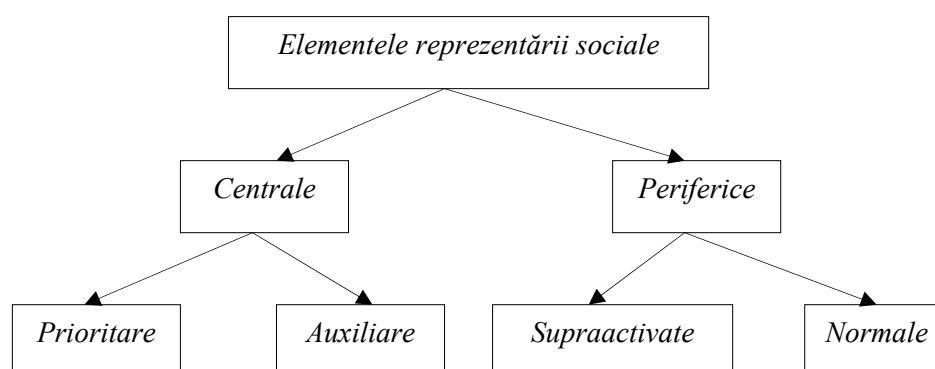 Elementele reprezentării sociale
Centrale
Periferice
Prioritare
Auxiliare
Supraactivate
Normale